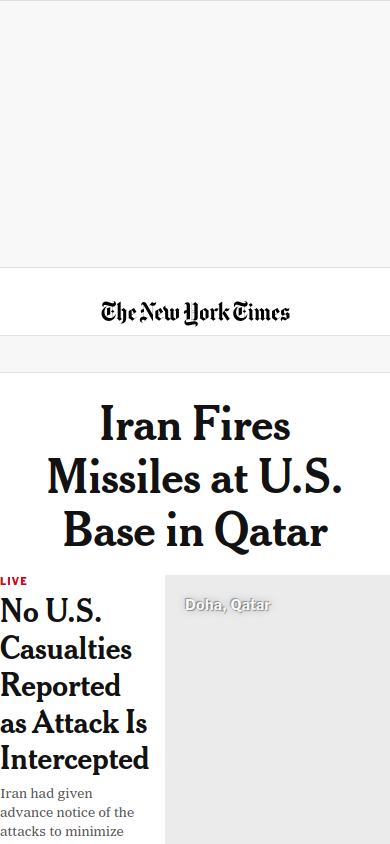 The New York Times
Iran Fires
Missiles at U.S.
Base in Qatar
LIVE
No U.S.
Casualties
Reported
as Attack Is
Intercepted
Iran had given
advance notice of the
attacks to minimize
Doha, Qatar